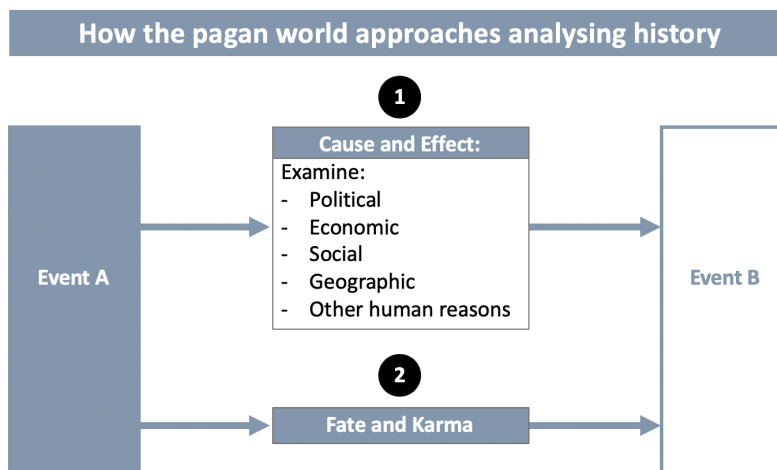 How the pagan world approaches analysing history
1
Cause and Effect:
Examine:
- Political
- Economic
- Social
- Geographic
- Other human reasons
Event A
Event B
2
Fate and Karma